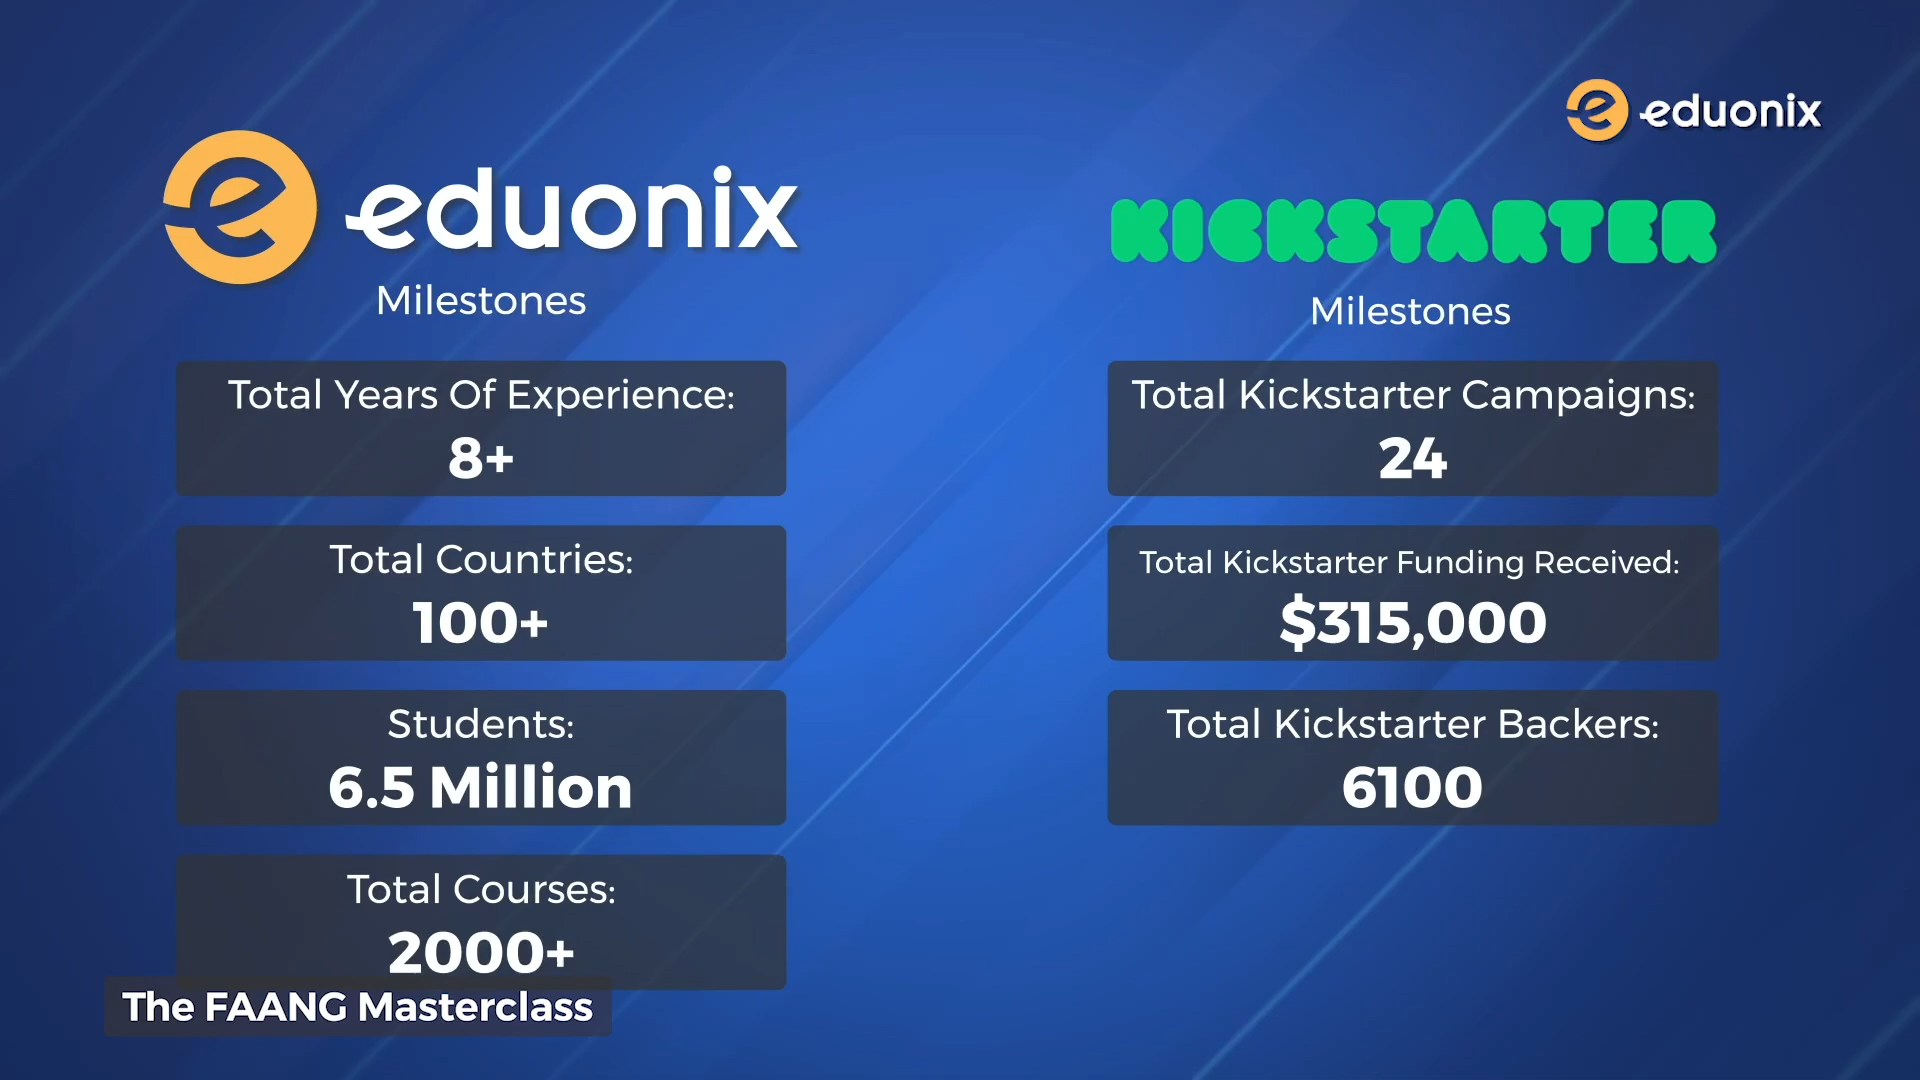 eduonix
eduonix
Milestones
Total Years Of Experience:
8+
Total Countries:
100+
Students:
6.5 Million
Total Courses:
2000+
The FAANG Masterclass
KICKSTARTER
Milestones
Total Kickstarter Campaigns:
24
Total Kickstarter Funding Received:
$315,000
Total Kickstarter Backers:
6100